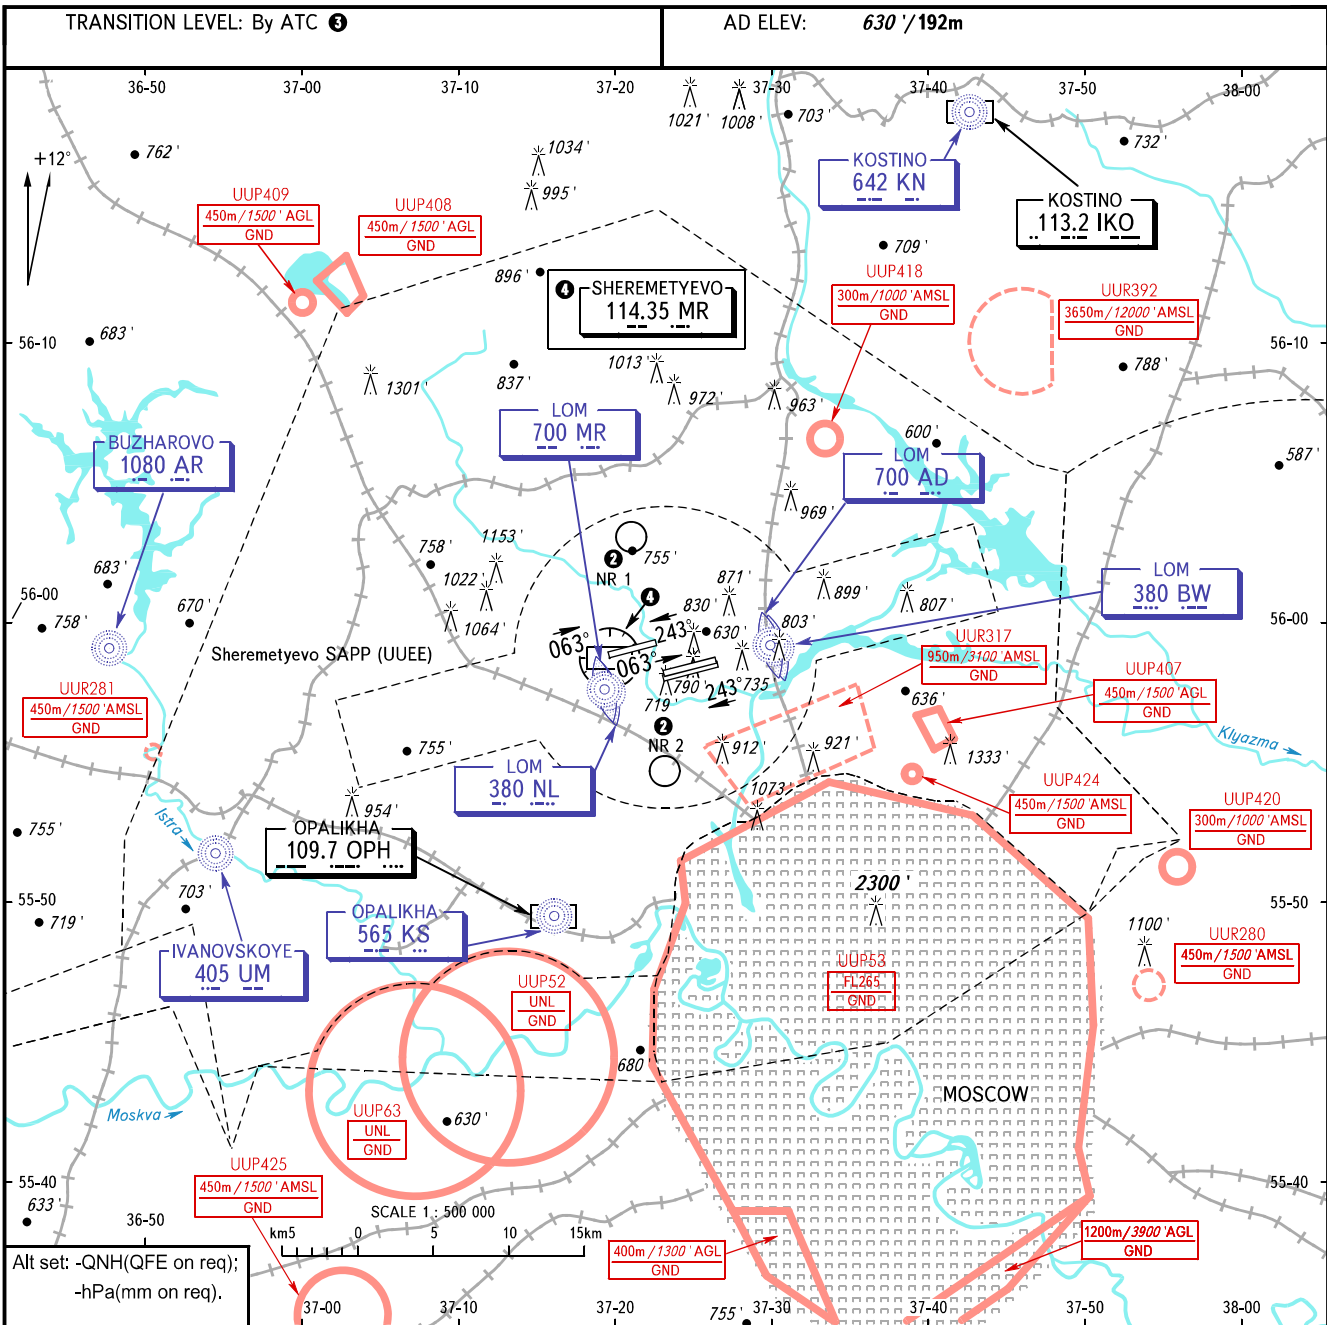 TRANSITION LEVEL: By ATC ❸
AD ELEV: 630 '/192m
36-50
37-00
37-10
37-20
37-30
37-40
37-50
38-00
+12°
762 '
1034 '
995 '
1021 '
1008 '
703 '
732 '
KOSTINO
642 KN
KOSTINO
113.2 IKO
UUP409
450m/1500 ' AGL
GND
UUP408
450m/1500 ' AGL
GND
709 '
896 '
❹ SHEREMETYEVO
114.35 MR
UUP418
300m/1000 ' AMSL
GND
UUR392
3650m/12000 ' AMSL
GND
683 '
56-10
56-10
1301 '
837 '
1013 '
972 '
963 '
788 '
LOM
700 MR
BUZHAROVO
1080 AR
600 '
587 '
LOM
700 AD
969 '
758 '
1153 '
1022 '
1064 '
❷
NR 1
755 '
871 '
830 '
899 '
807 '
LOM
380 BW
683 '
56-00
56-00
758 '
670 '
❹
063°
243°
630 '
803 '
063°
790 '
735 '
243°
719
Sheremetyevo SAPP (UUEE)
UUR317
950m/3100 ' AMSL
GND
UUP407
450m/1500 ' AGL
GND
636 '
UUR281
450m/1500 ' AMSL
GND
755 '
❷
NR 2
912 '
921 '
1333 '
Klyazma
LOM
380 NL
1073 '
UUP424
450m/1500 ' AMSL
GND
UUP420
300m/1000 ' AMSL
GND
954 '
755 '
Istra
OPALIKHA
109.7 OPH
2300 '
703 '
55-50
55-50
719 '
OPALIKHA
565 KS
IVANOVSKOYE
405 UM
1100 '
UUR280
450m/1500 ' AMSL
GND
UUP52
UNL
GND
UUP53
FL265
GND
680
MOSCOW
Moskva
UUP63
UNL
GND
630 '
UUP425
450m/1500 ' AMSL
GND
55-40
55-40
633 '
36-50
SCALE 1 : 500 000
km5 0 5 10 15km
400m/1300 ' AGL
GND
1200m/3900 ' AGL
GND
Alt set: -QNH(QFE on req);
-hPa(mm on req).
37-00
37-10
37-20
755 '
37-30
37-40
37-50
38-00